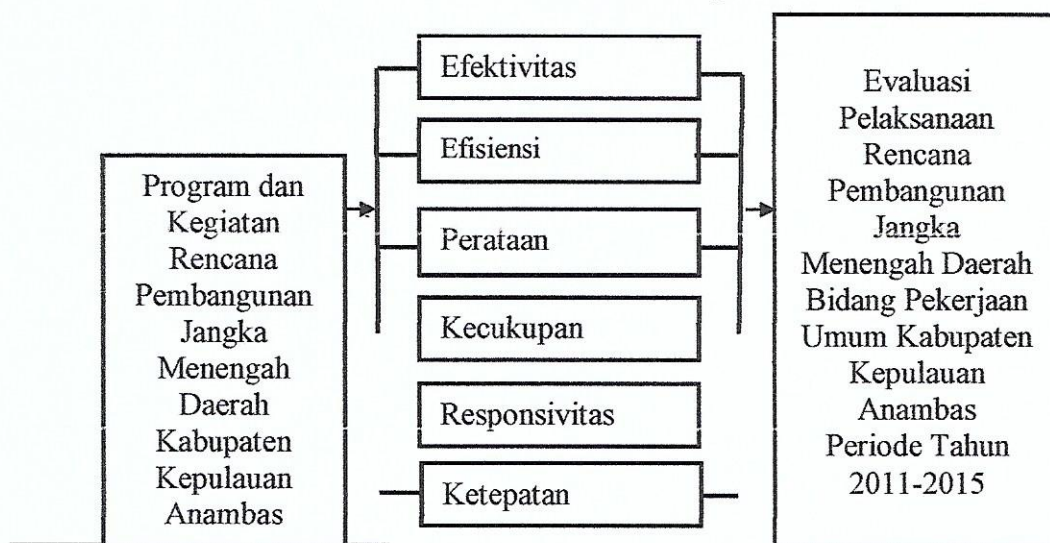 Program dan
Kegiatan
Rencana
Pembangunan
Jangka
Menengah
Daerah
Kabupaten
Kepulauan
Anambas
Efektivitas
Efisiensi
Perataan
Kecukupan
Responsivitas
Ketepatan
Evaluasi
Pelaksanaan
Rencana
Pembangunan
Jangka
Menengah Daerah
Bidang Pekerjaan
Umum Kabupaten
Kepulauan
Anambas
Periode Tahun
2011-2015